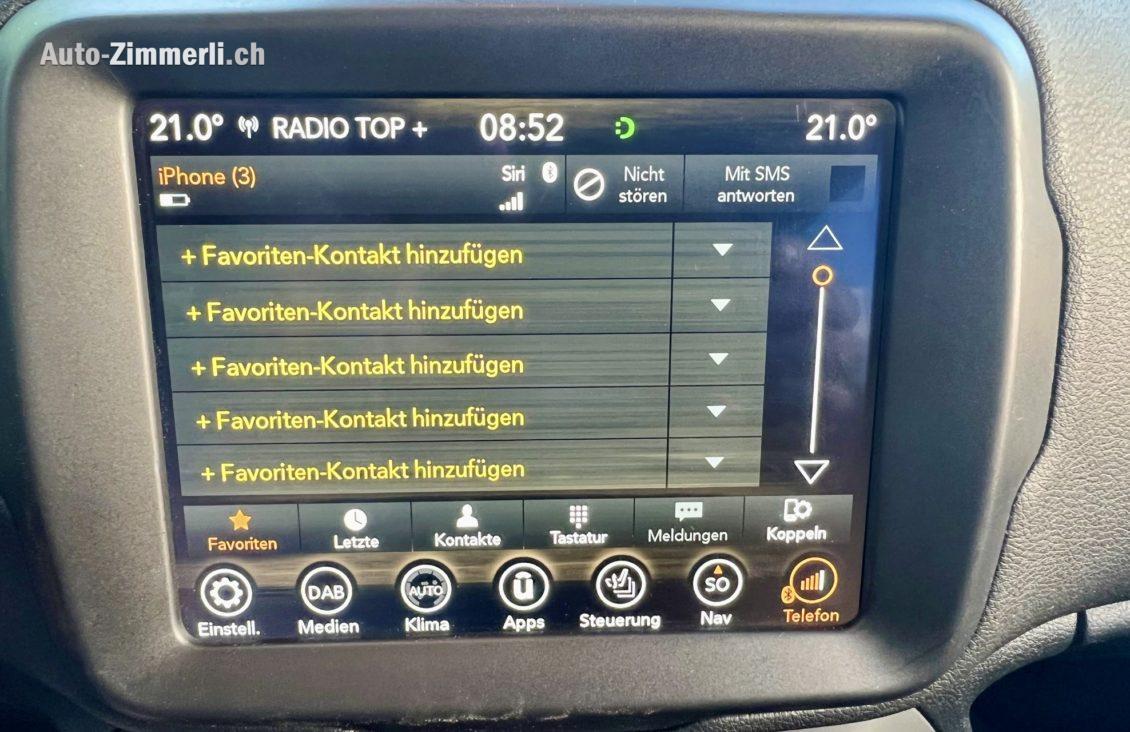 Auto-Zimmerli.ch
21.0° RADIO TOP + 08:52 21.0°
iPhone (3) Siri Nicht stören Mit SMS antworten
+ Favoriten-Kontakt hinzufügen
+ Favoriten-Kontakt hinzufügen
+ Favoriten-Kontakt hinzufügen
+ Favoriten-Kontakt hinzufügen
+ Favoriten-Kontakt hinzufügen
Favoriten Letzte Kontakte Tastatur Meldungen Koppeln
DAB AUTO û SO
Einstell. Medien Klima Apps Steuerung Nav Telefon